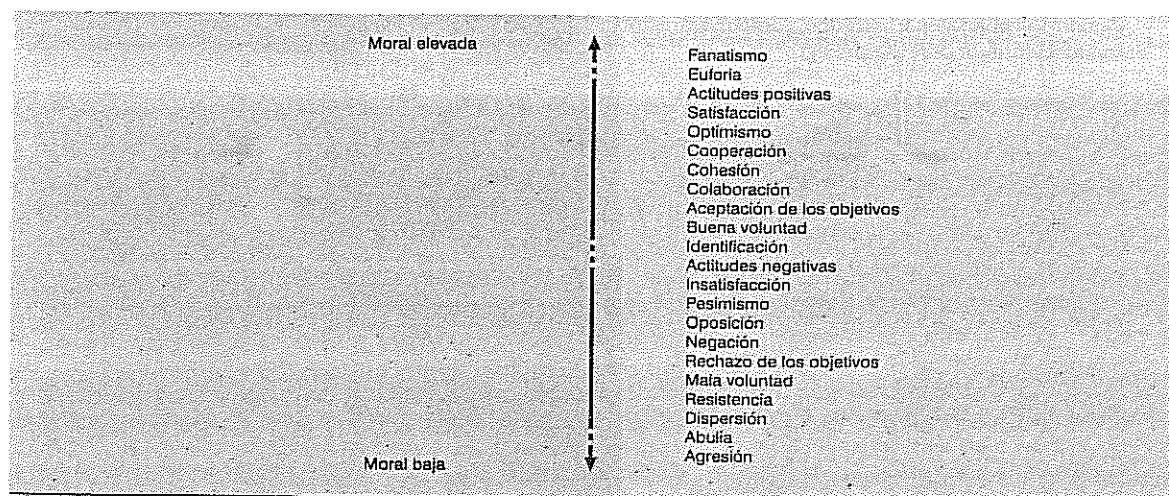 Moral elevada
Fanatismo
Euforia
Actitudes positivas
Satisfacción
Optimismo
Cooperación
Cohesión
Colaboración
Aceptación de los objetivos
Buena voluntad
Identificación
Actitudes negativas
Insatisfacción
Pesimismo
Oposición
Negación
Rechazo de los objetivos
Mala voluntad
Resistencia
Dispersión
Abulia
Agresión
Moral baja